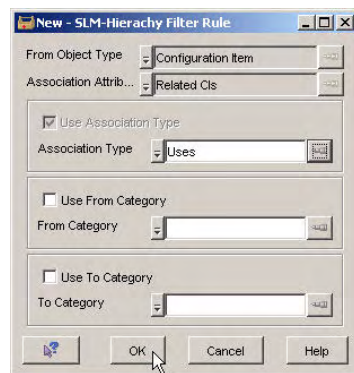 New - SLM-Hierachy Filter Rule
From Object Type Configuration Item
Association Attrib... Related CIs
Use Association Type
Association Type Uses
Use From Category
From Category
Use To Category
To Category
OK Cancel Help